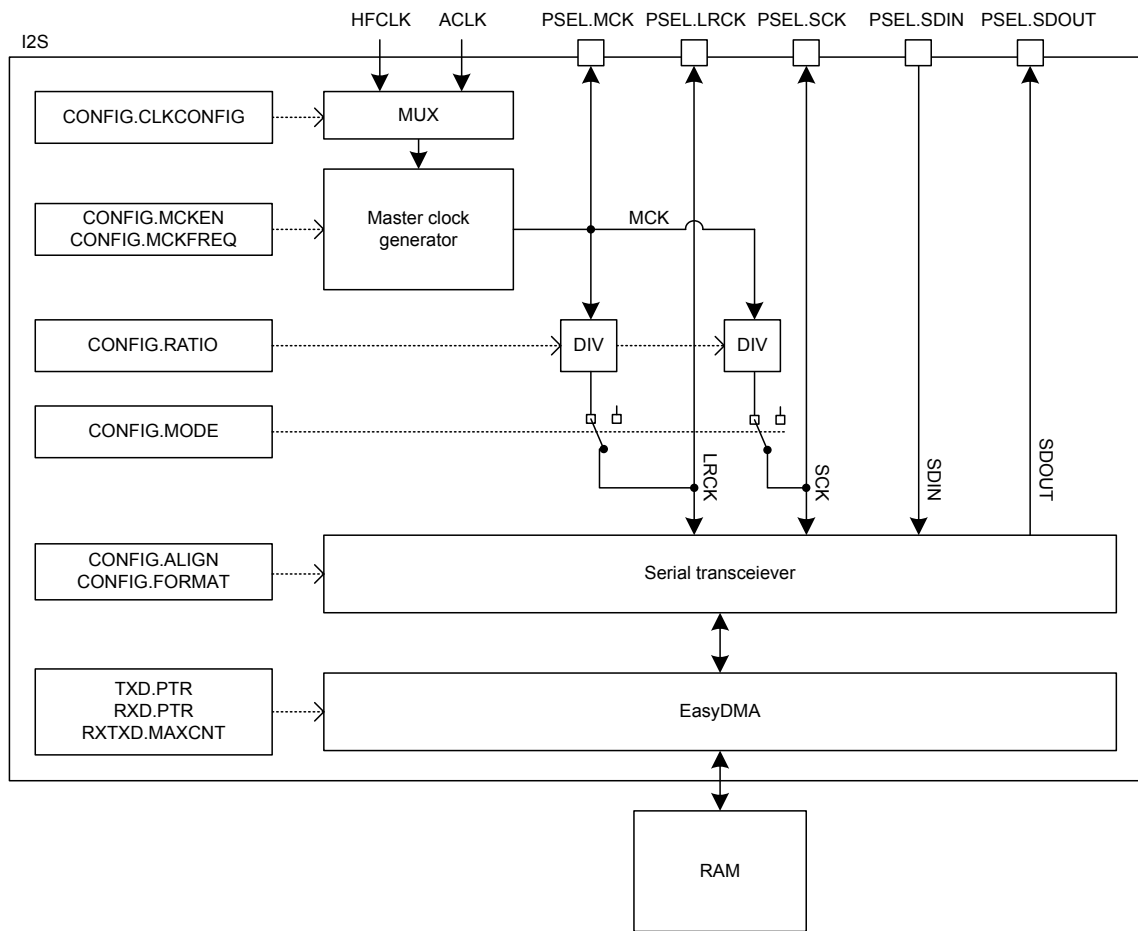 HFCLK
ACLK
PSEL.MCK
PSEL.LRCK
PSEL.SCK
PSEL.SDIN
PSEL.SDOUT
I2S
CONFIG.CLKCONFIG
MUX
CONFIG.MCKEN
CONFIG.MCKFREQ
Master clock
generator
MCK
CONFIG.RATIO
DIV
DIV
CONFIG.MODE
LRCK
SCK
SDIN
SDOUT
CONFIG.ALIGN
CONFIG.FORMAT
Serial transceiever
TXD.PTR
RXD.PTR
RXTXD.MAXCNT
EasyDMA
RAM